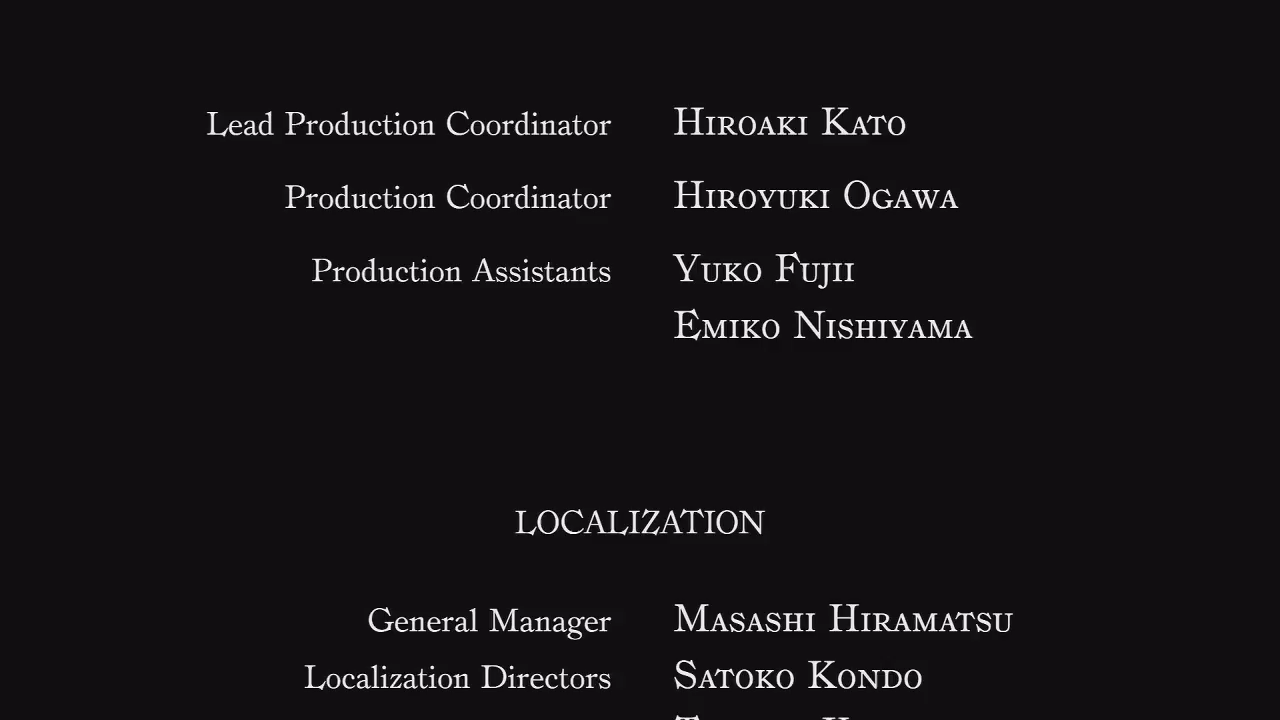 Lead Production Coordinator HIROAKI KATO
Production Coordinator HIROYUKI OGAWA
Production Assistants YUKO FUJII
EMIKO NISHIYAMA
LOCALIZATION
General Manager MASASHI HIRAMATSU
Localization Directors SATOKO KONDO